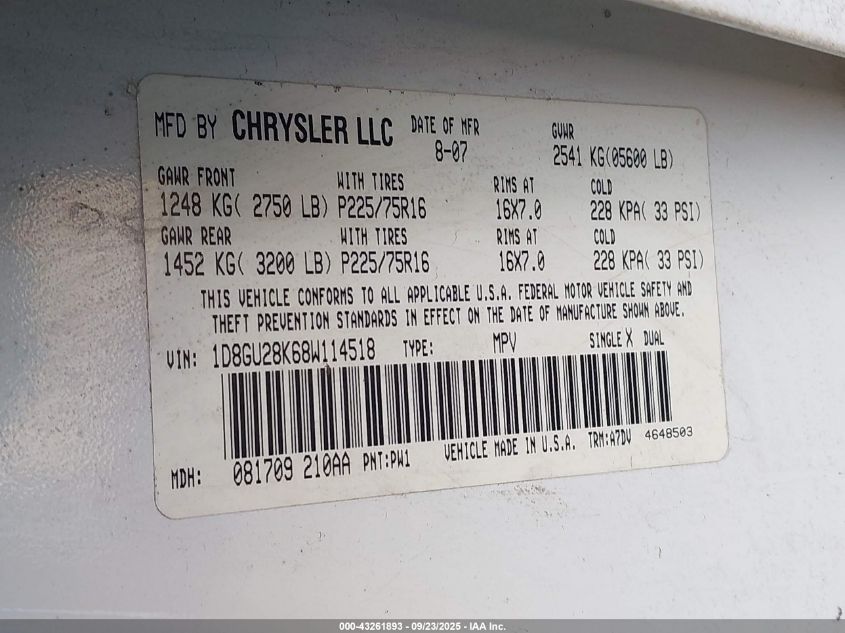 MFD BY CHRYSLER LLC DATE OF MFR GVWR
8-07 2541 KG(05600 LB)
GAWR FRONT WITH TIRES RIMS AT COLD
1248 KG( 2750 LB) P225/75R16 16X7.0 228 KPA( 33 PSI)
GAWR REAR WITH TIRES RIMS AT COLD
1452 KG( 3200 LB) P225/75R16 16X7.0 228 KPA( 33 PSI)
THIS VEHICLE CONFORMS TO ALL APPLICABLE U.S.A. FEDERAL MOTOR VEHICLE SAFETY AND
THEFT PREVENTION STANDARDS IN EFFECT ON THE DATE OF MANUFACTURE SHOWN ABOVE.
VIN: 1D8GU28K68W114518 TYPE: MPV SINGLE X DUAL
MDH: 081709 210AA PNT:PW1 VEHICLE MADE IN U.S.A. TRM:A7DV 4648503
000-43261893 - 09/23/2025 - IAA Inc.